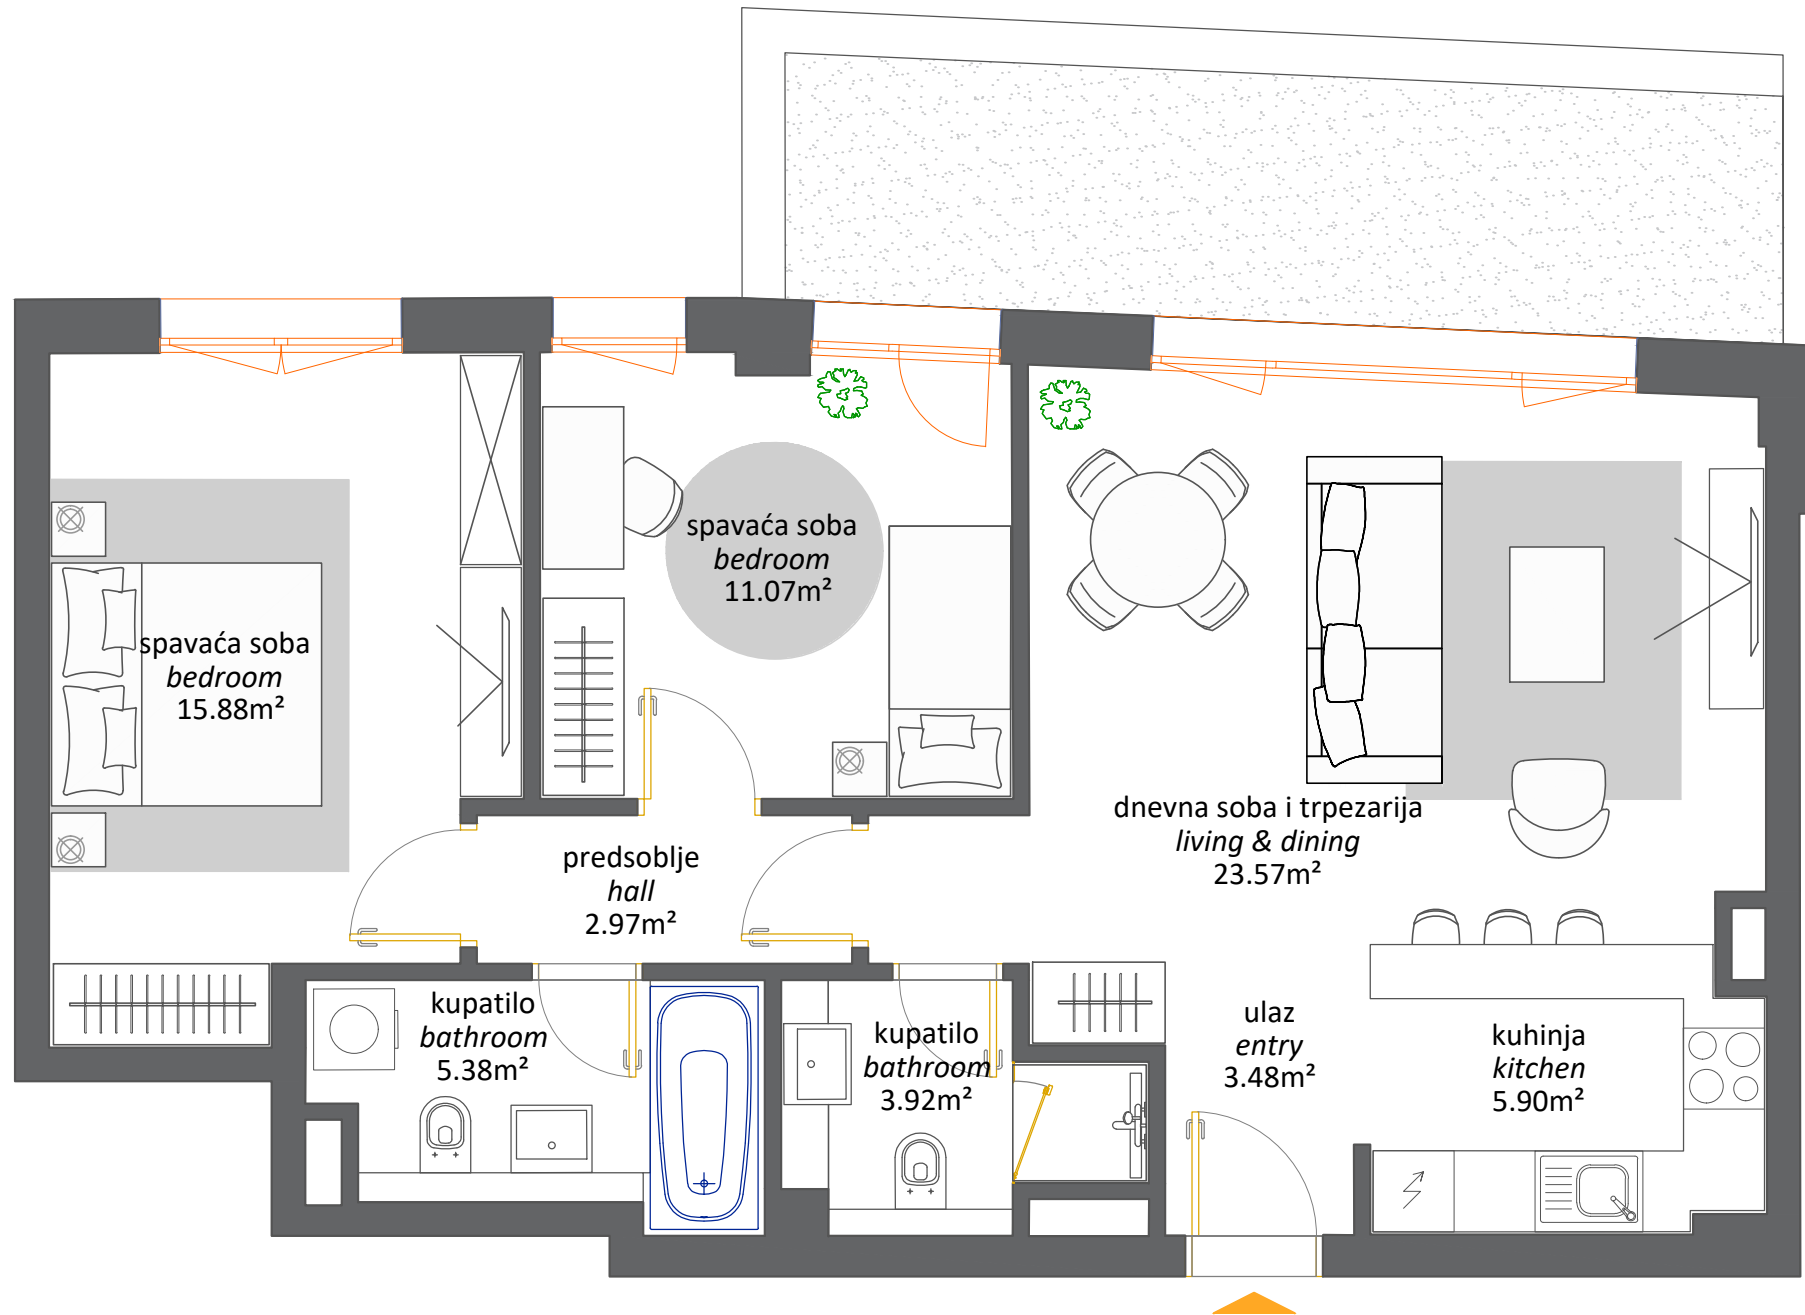 spavaća soba
bedroom
11.07m²
spavaća soba
bedroom
15.88m²
dnevna soba i trpezarija
living & dining
23.57m²
predsoblje
hall
2.97m²
kupatilo
bathroom
5.38m²
kupatilo
bathroom
3.92m²
ulaz
entry
3.48m²
kuhinja
kitchen
5.90m²